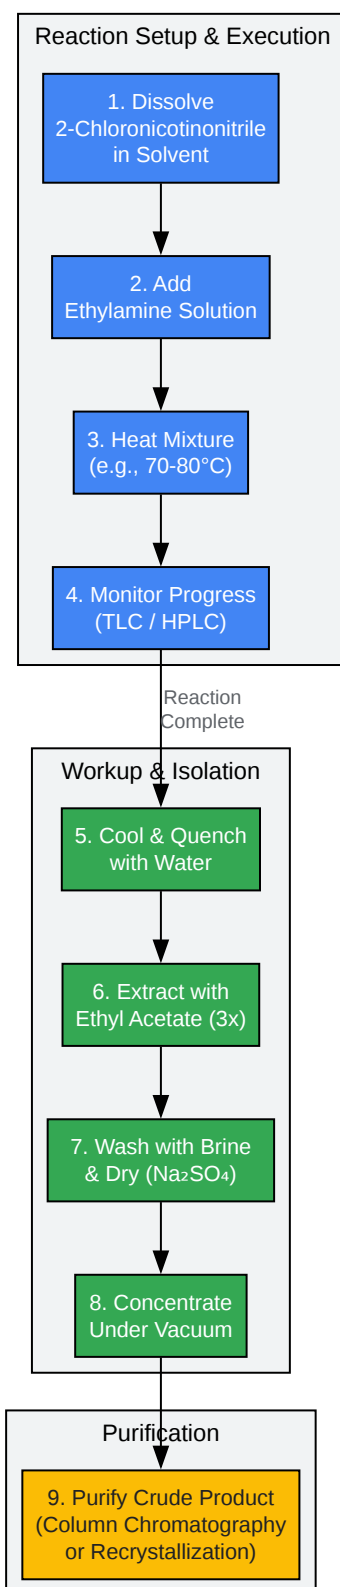 Reaction Setup & Execution
1. Dissolve
2-Chloronicotinonitrile
in Solvent
2. Add
Ethylamine Solution
3. Heat Mixture
(e.g., 70-80°C)
4. Monitor Progress
(TLC / HPLC)
Reaction
Complete
Workup & Isolation
5. Cool & Quench
with Water
6. Extract with
Ethyl Acetate (3x)
7. Wash with Brine
& Dry (Na₂SO₄)
8. Concentrate
Under Vacuum
Purification
9. Purify Crude Product
(Column Chromatography
or Recrystallization)